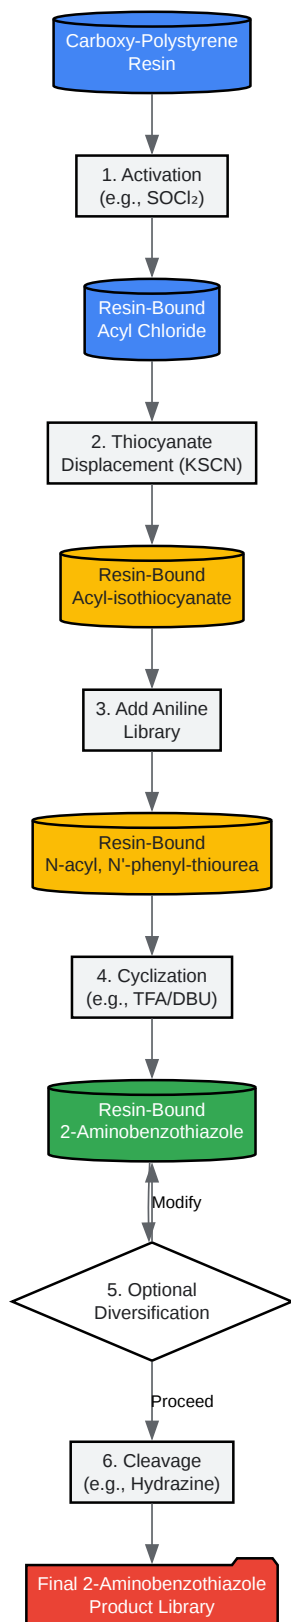 Carboxy-Polystyrene
Resin
1. Activation
(e.g., SOCl₂)
Resin-Bound
Acyl Chloride
2. Thiocyanate
Displacement (KSCN)
Resin-Bound
Acyl-isothiocyanate
3. Add Aniline
Library
Resin-Bound
N-acyl, N'-phenyl-thiourea
4. Cyclization
(e.g., TFA/DBU)
Resin-Bound
2-Aminobenzothiazole
Modify
5. Optional
Diversification
Proceed
6. Cleavage
(e.g., Hydrazine)
Final 2-Aminobenzothiazole
Product Library